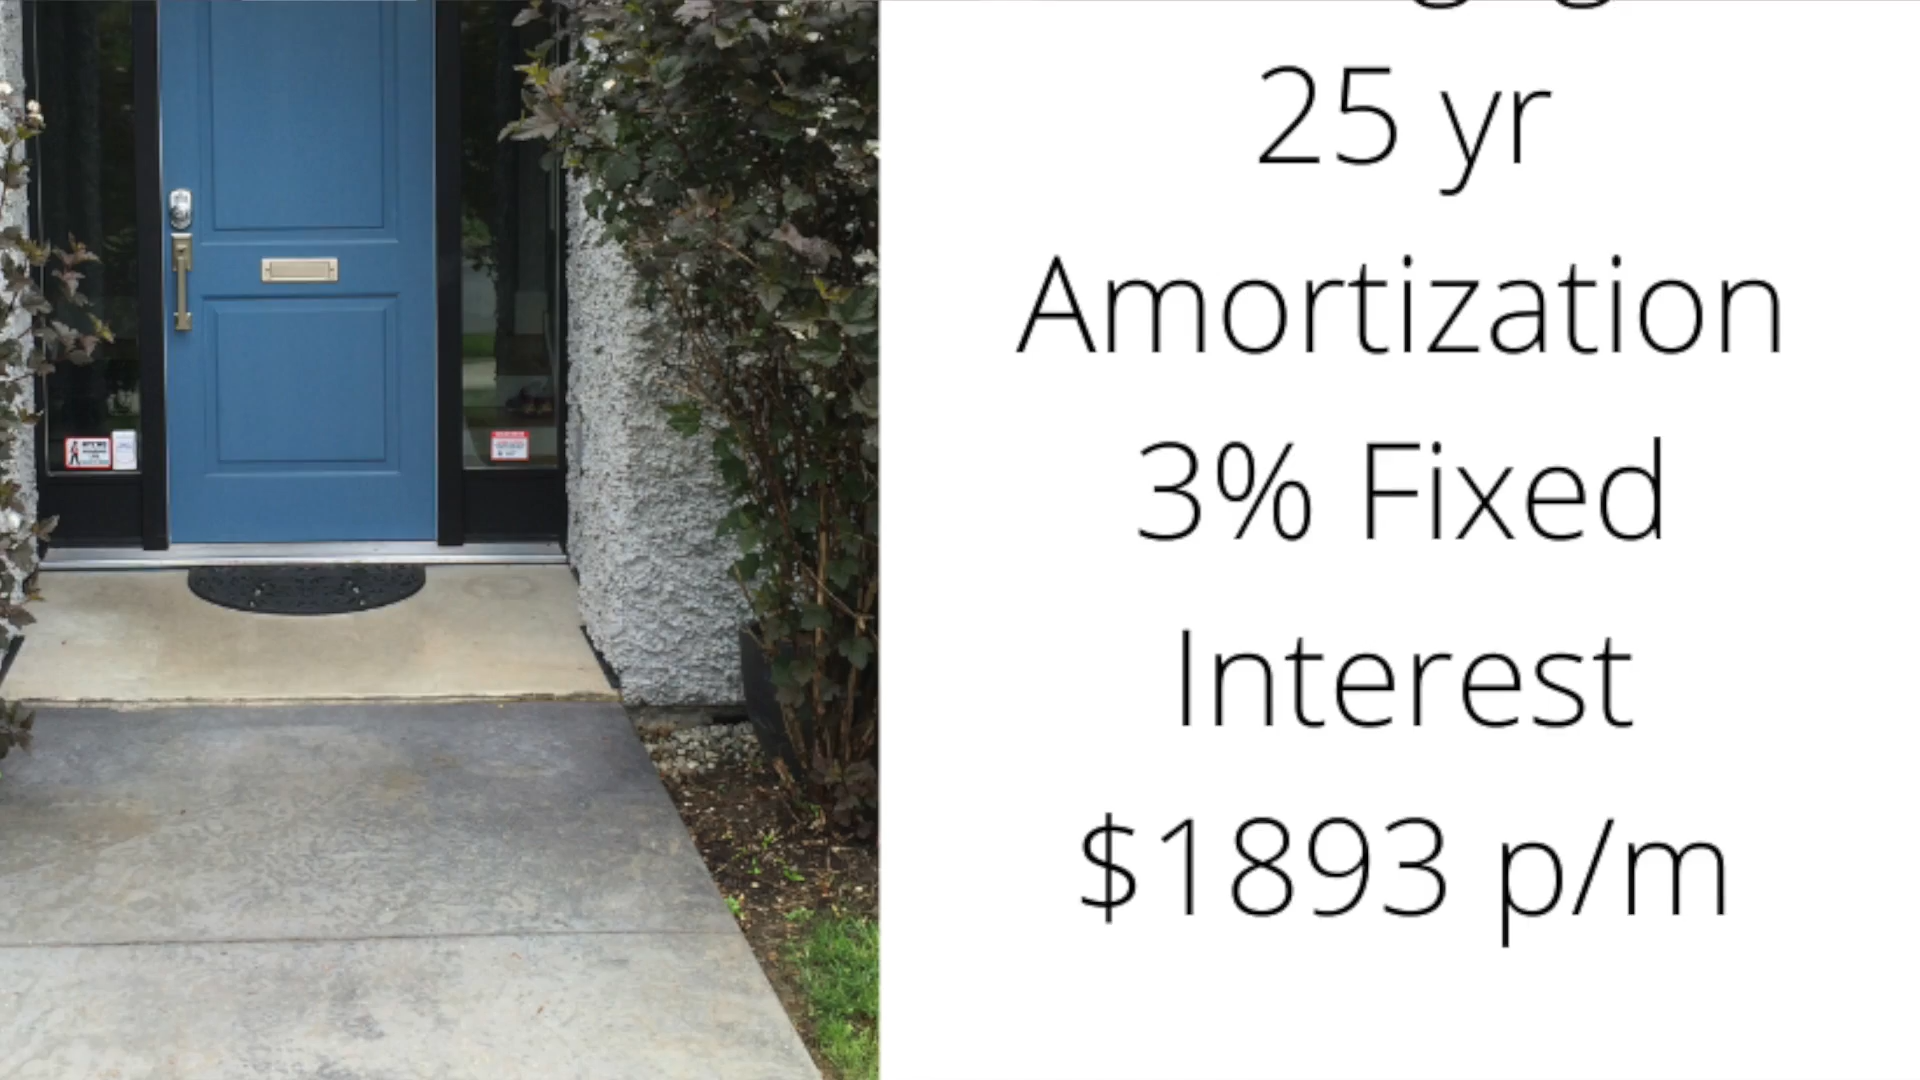 25 yr
Amortization
3% Fixed
Interest
$1893 p/m